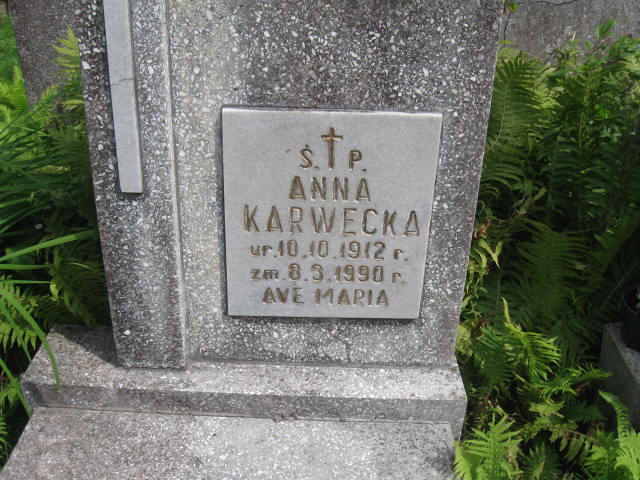 Ś. P.
ANNA
KARWECKA
ur. 10.10.1912 r.
zm. 8.3.1990 r.
AVE MARIA